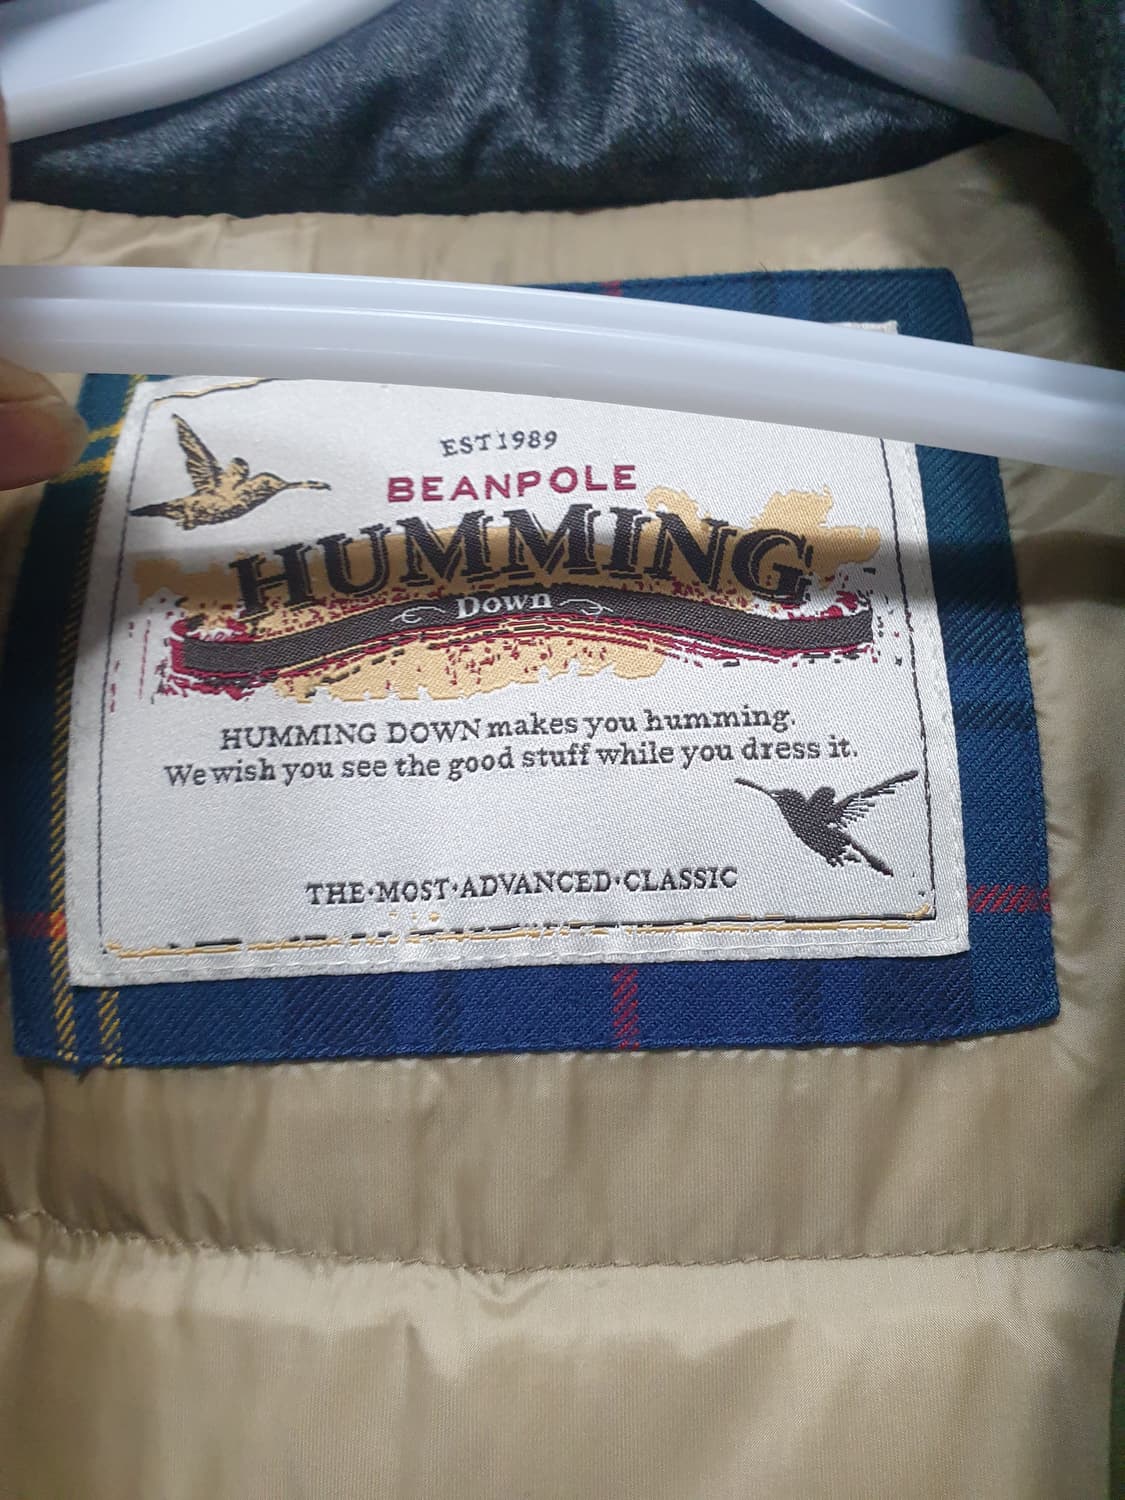 EST 1989
BEANPOLE
HUMMING
Down
HUMMING DOWN makes you humming.
We wish you see the good stuff while you dress it.
THE·MOST·ADVANCED·CLASSIC